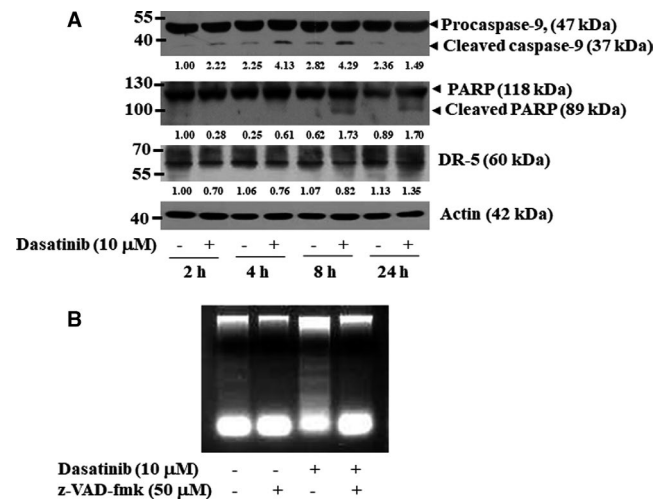 A
55
Procaspase-9, (47 kDa)
40
Cleaved caspase-9 (37 kDa)
1.00 2.22 2.25 4.13 2.82 4.29 2.36 1.49
130
PARP (118 kDa)
100
Cleaved PARP (89 kDa)
1.00 0.28 0.25 0.61 0.62 1.73 0.89 1.70
70
DR-5 (60 kDa)
55
1.00 0.70 1.06 0.76 1.07 0.82 1.13 1.35
40
Actin (42 kDa)
Dasatinib (10 µM) - + - + - + - +
2 h 4 h 8 h 24 h
B
Dasatinib (10 µM) - - + +
z-VAD-fmk (50 µM) - + - +